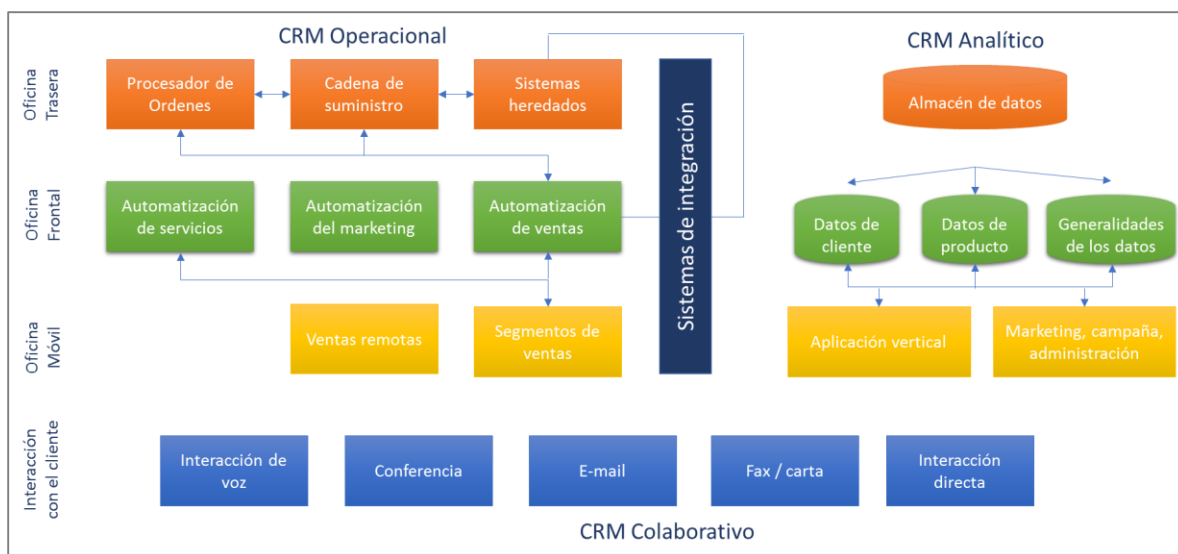 CRM Operacional
CRM Analítico
Oficina
Trasera
Procesador de
Ordenes
Cadena de
suministro
Sistemas
heredados
Almacén de datos
Sistemas de integración
Oficina
Frontal
Automatización
de servicios
Automatización
del marketing
Automatización
de ventas
Datos de
cliente
Datos de
producto
Generalidades
de los datos
Oficina
Móvil
Ventas remotas
Segmentos de
ventas
Aplicación vertical
Marketing, campaña,
administración
Interacción
con el cliente
Interacción de
voz
Conferencia
E-mail
Fax / carta
Interacción
directa
CRM Colaborativo